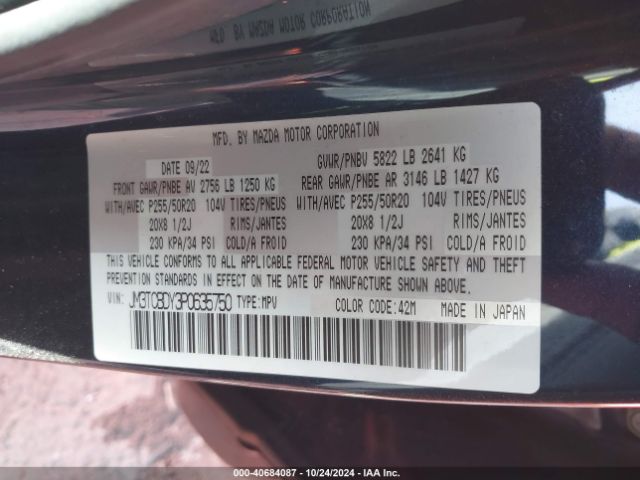 MFD. BY MAZDA MOTOR CORPORATION
MFD. BY MAZDA MOTOR CORPORATION
DATE 09/22 GVWR/PNBV 5822 LB 2641 KG
FRONT GAWR/PNBE AV 2756 LB 1250 KG REAR GAWR/PNBE AR 3146 LB 1427 KG
WITH/AVEC P255/50R20 104V TIRES/PNEUS WITH/AVEC P255/50R20 104V TIRES/PNEUS
20X8 1/2J RIMS/JANTES 20X8 1/2J RIMS/JANTES
230 KPA/34 PSI COLD/A FROID 230 KPA/34 PSI COLD/A FROID
THIS VEHICLE CONFORMS TO ALL APPLICABLE FEDERAL MOTOR VEHICLE SAFETY AND THEFT
PREVENTION STANDARDS IN EFFECT ON THE DATE OF MANUFACTURE SHOWN ABOVE.
VIN: JM3TCBDY3P0635750 TYPE:MPV COLOR CODE:42M MADE IN JAPAN
000-40684087 - 10/24/2024 - IAA Inc.